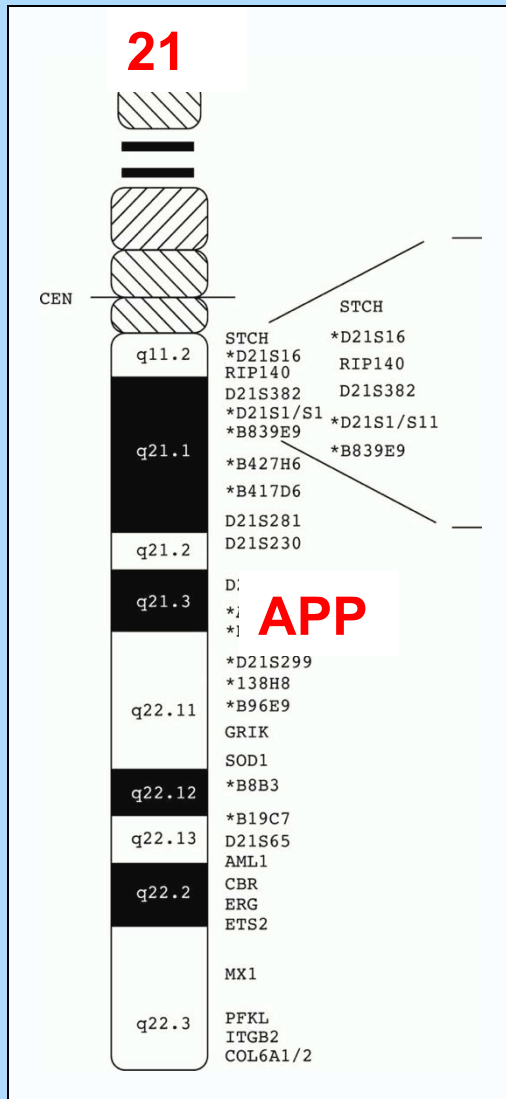 21
CEN
q11.2
q21.1
q21.2
q21.3
q22.11
q22.12
q22.13
q22.2
q22.3
STCH
*D21S16
RIP140
D21S382
*D21S1/S1
*B839E9
*B427H6
*B417D6
D21S281
D21S230
APP
*D21S299
*138H8
*B96E9
GRIK
SOD1
*B8B3
*B19C7
D21S65
AML1
CBR
ERG
ETS2
MX1
PFKL
ITGB2
COL6A1/2
STCH
*D21S16
RIP140
D21S382
*D21S1/S11
*B839E9